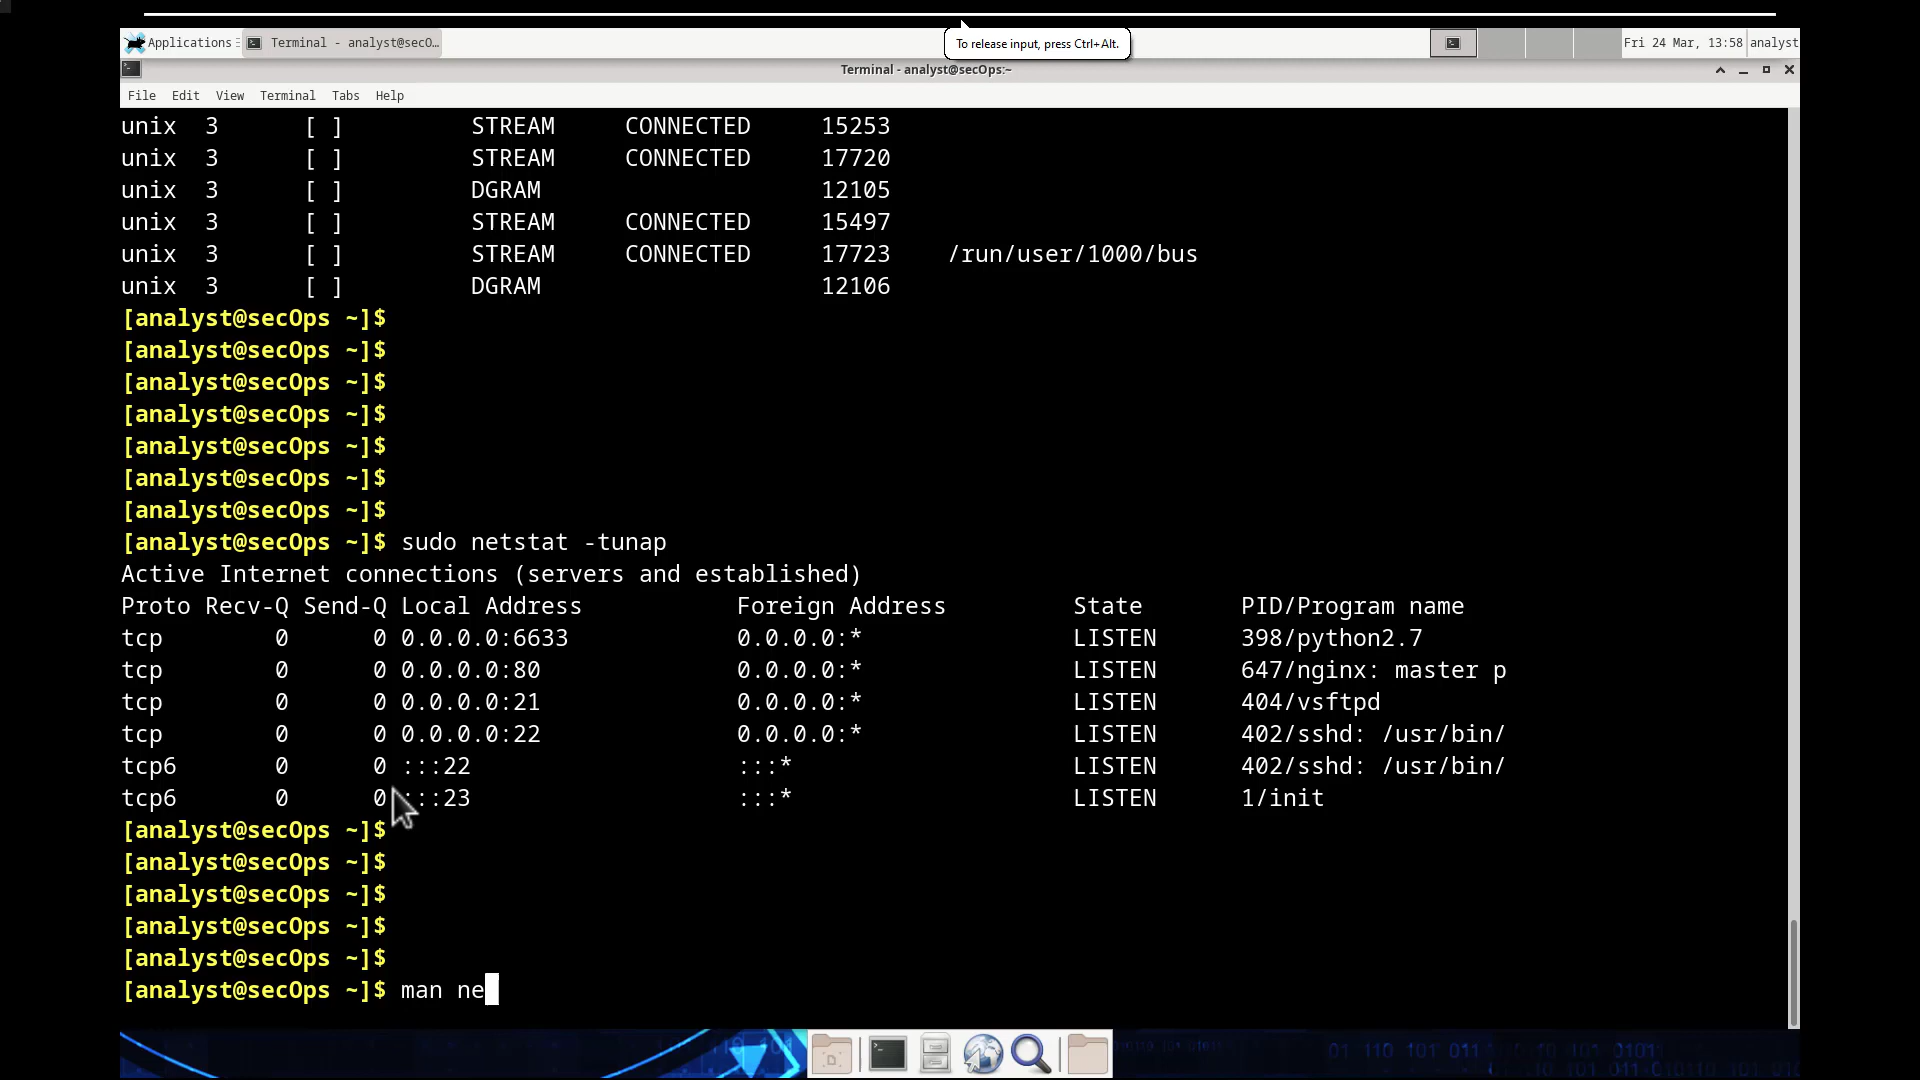 To release input, press Ctrl+Alt.
Applications
Terminal - analyst@secO…
Fri 24 Mar, 13:58
analyst
Terminal - analyst@secOps:~
File Edit View Terminal Tabs Help
unix 3 [ ] STREAM CONNECTED 15253
unix 3 [ ] STREAM CONNECTED 17720
unix 3 [ ] DGRAM 12105
unix 3 [ ] STREAM CONNECTED 15497
unix 3 [ ] STREAM CONNECTED 17723 /run/user/1000/bus
unix 3 [ ] DGRAM 12106
[analyst@secOps ~]$
[analyst@secOps ~]$
[analyst@secOps ~]$
[analyst@secOps ~]$
[analyst@secOps ~]$
[analyst@secOps ~]$
[analyst@secOps ~]$
[analyst@secOps ~]$ sudo netstat -tunap
Active Internet connections (servers and established)
Proto Recv-Q Send-Q Local Address Foreign Address State PID/Program name
tcp 0 0 0.0.0.0:6633 0.0.0.0:* LISTEN 398/python2.7
tcp 0 0 0.0.0.0:80 0.0.0.0:* LISTEN 647/nginx: master p
tcp 0 0 0.0.0.0:21 0.0.0.0:* LISTEN 404/vsftpd
tcp 0 0 0.0.0.0:22 0.0.0.0:* LISTEN 402/sshd: /usr/bin/
tcp6 0 0 :::22 :::* LISTEN 402/sshd: /usr/bin/
tcp6 0 0 :::23 :::* LISTEN 1/init
[analyst@secOps ~]$
[analyst@secOps ~]$
[analyst@secOps ~]$
[analyst@secOps ~]$
[analyst@secOps ~]$
[analyst@secOps ~]$ man ne